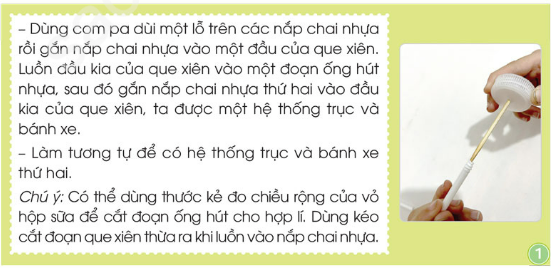 – Dùng com pa dùi một lỗ trên các nắp chai nhựa
rồi gắn nắp chai nhựa vào một đầu của que xiên.
Luồn đầu kia của que xiên vào một đoạn ống hút
nhựa, sau đó gắn nắp chai nhựa thứ hai vào đầu
kia của que xiên, ta được một hệ thống trục và
bánh xe.
– Làm tương tự để có hệ thống trục và bánh xe
thứ hai.
Chú ý: Có thể dùng thước kẻ đo chiều rộng của vỏ
hộp sữa để cắt đoạn ống hút cho hợp lí. Dùng kéo
cắt đoạn que xiên thừa ra khi luồn vào nắp chai nhựa.
1